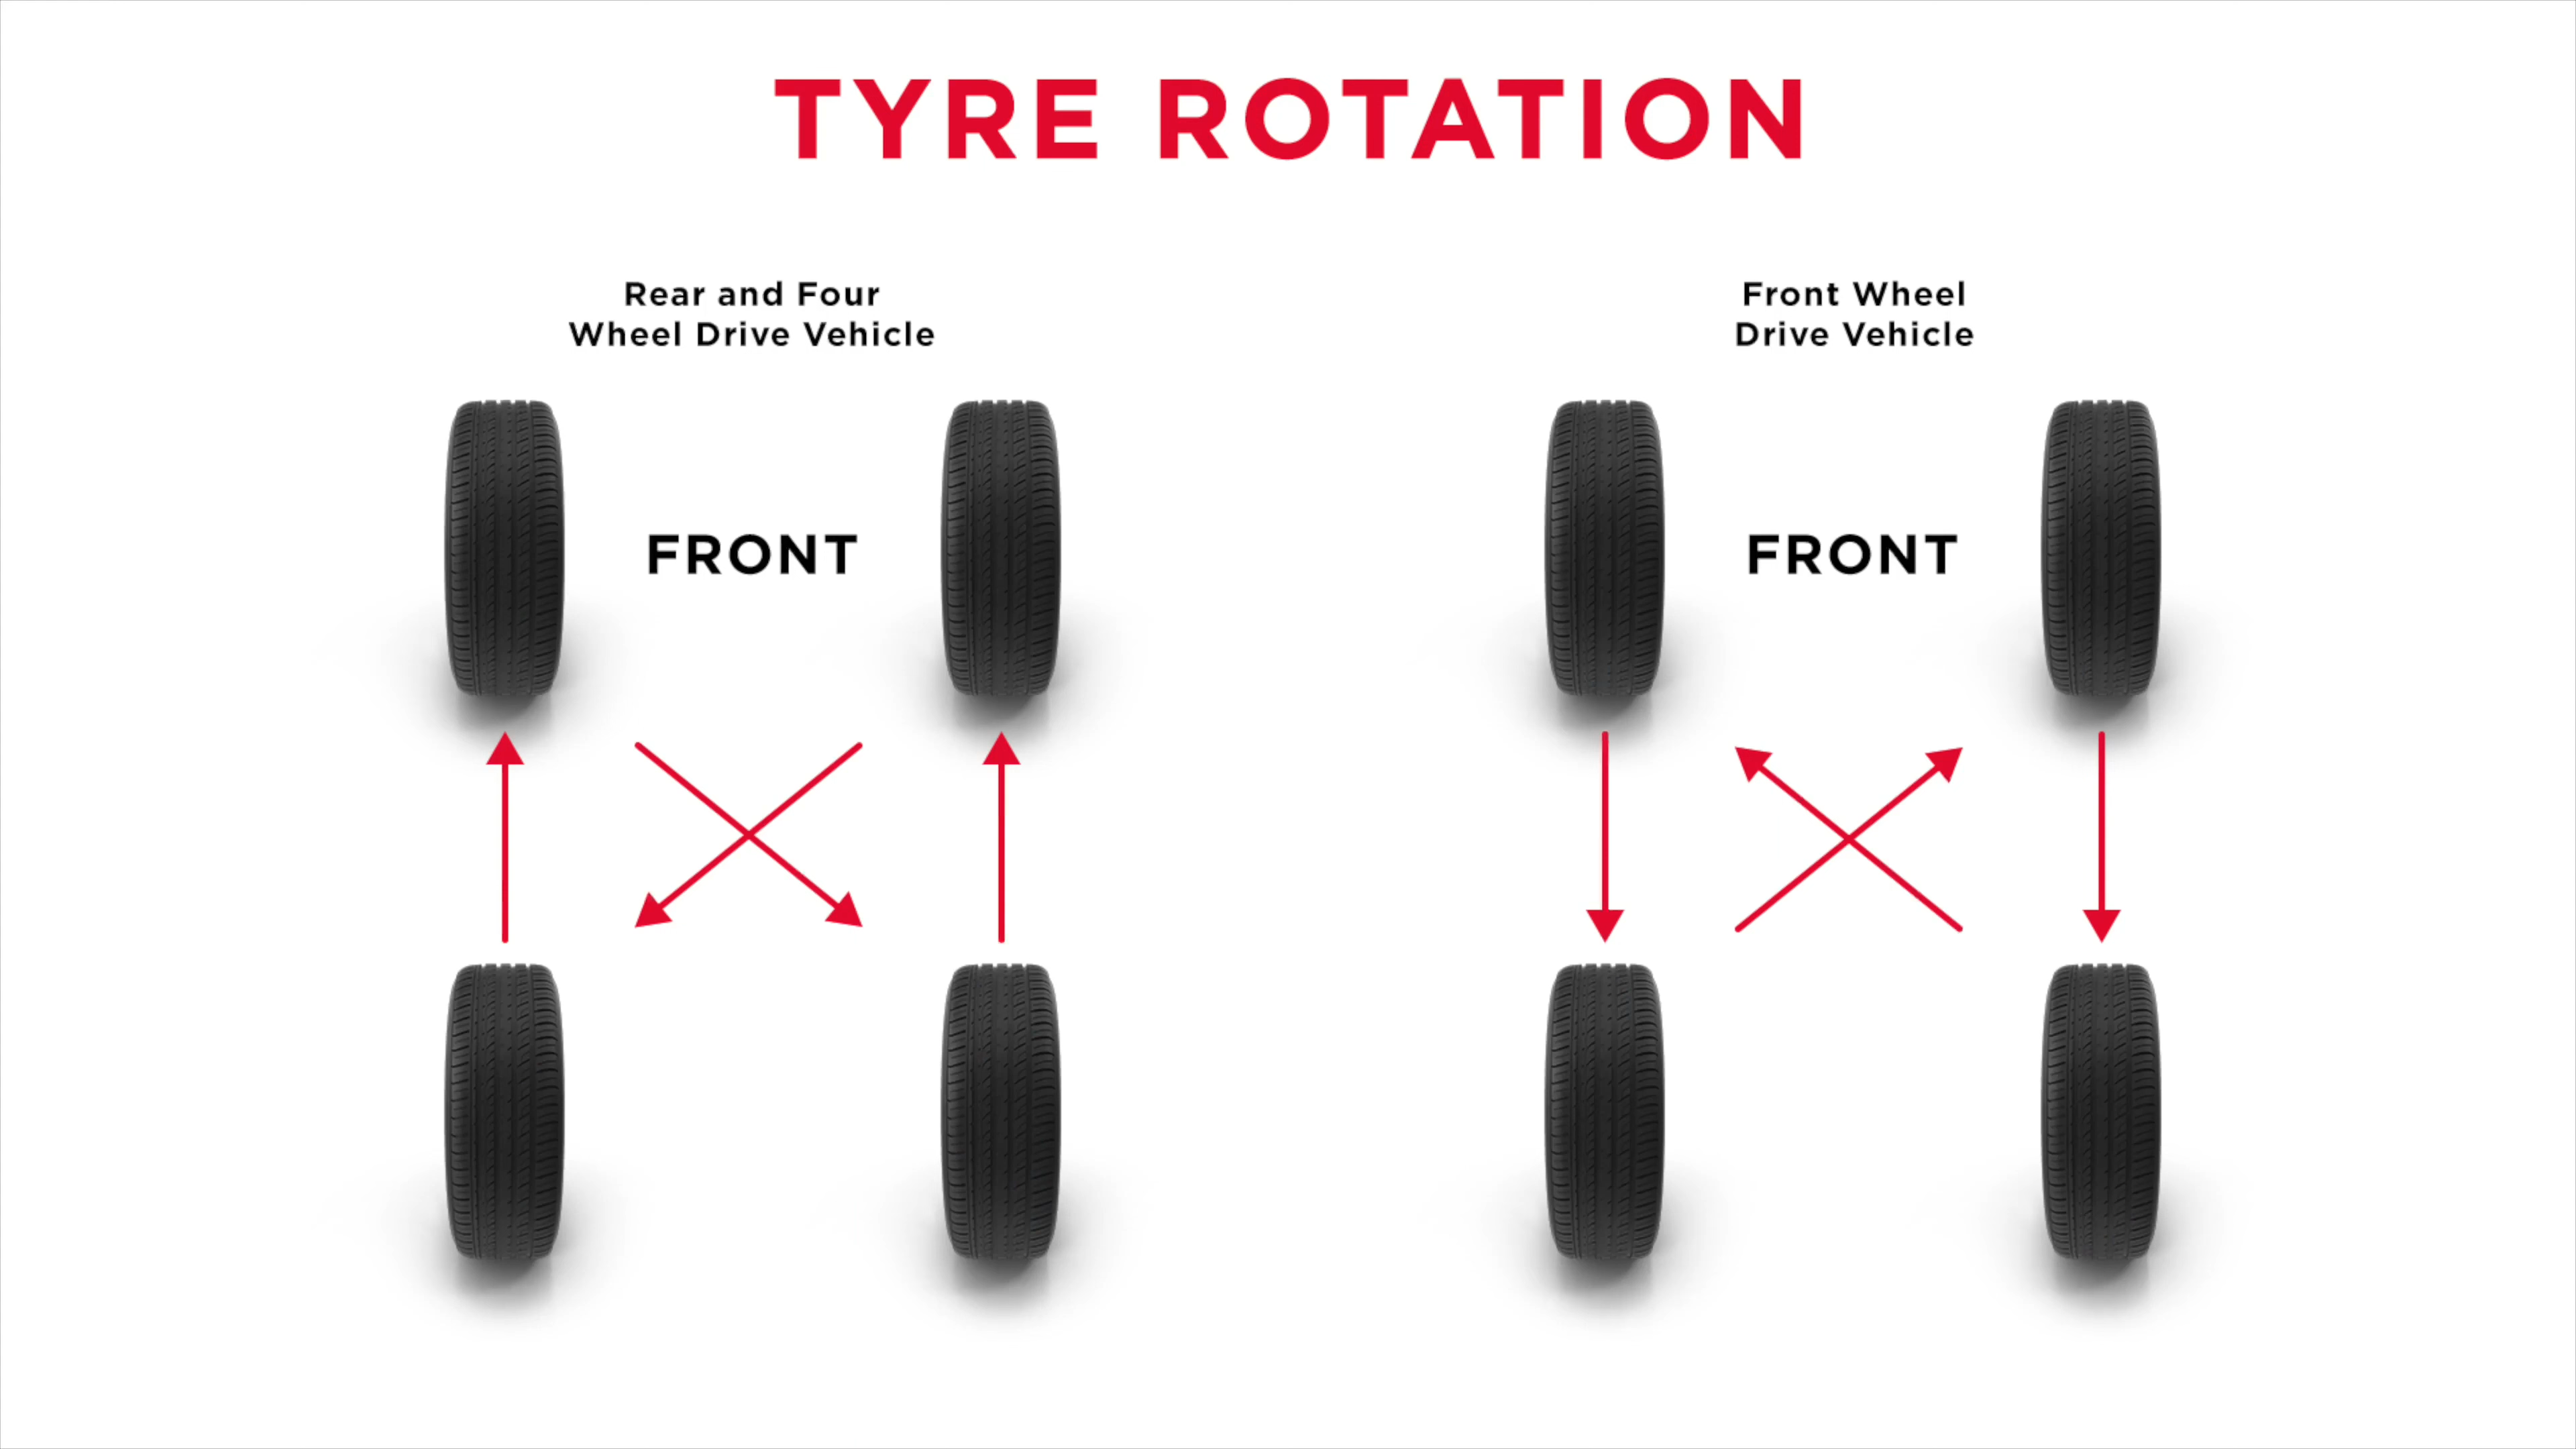 TYRE ROTATION
Rear and Four
Wheel Drive Vehicle
FRONT
Front Wheel
Drive Vehicle
FRONT